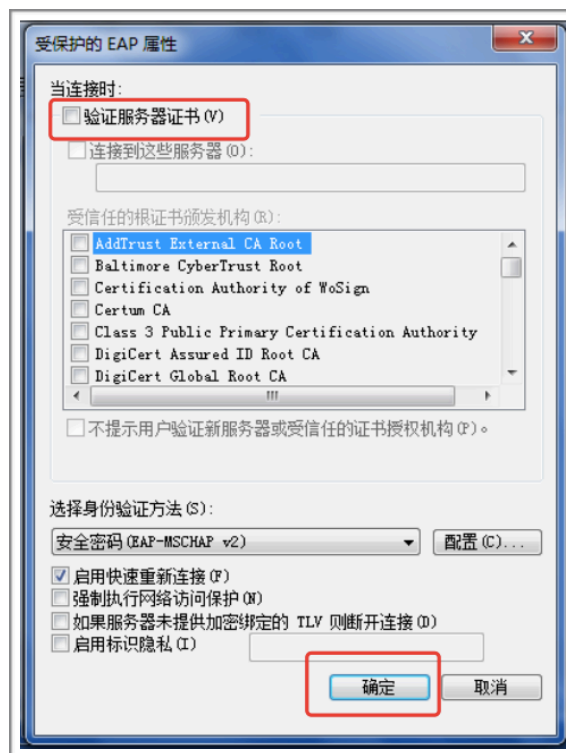 受保护的 EAP 属性
当连接时:
验证服务器证书(V)
连接到这些服务器(O):
受信任的根证书颁发机构(R):
AddTrust External CA Root
Baltimore CyberTrust Root
Certification Authority of WoSign
Certum CA
Class 3 Public Primary Certification Authority
DigiCert Assured ID Root CA
DigiCert Global Root CA
不提示用户验证新服务器或受信任的证书授权机构(P)。
选择身份验证方法(S):
安全密码(EAP-MSCHAP v2) 配置(C)...
启用快速重新连接(F)
强制执行网络访问保护(N)
如果服务器未提供加密绑定的 TLV 则断开连接(D)
启用标识隐私(I)
确定 取消